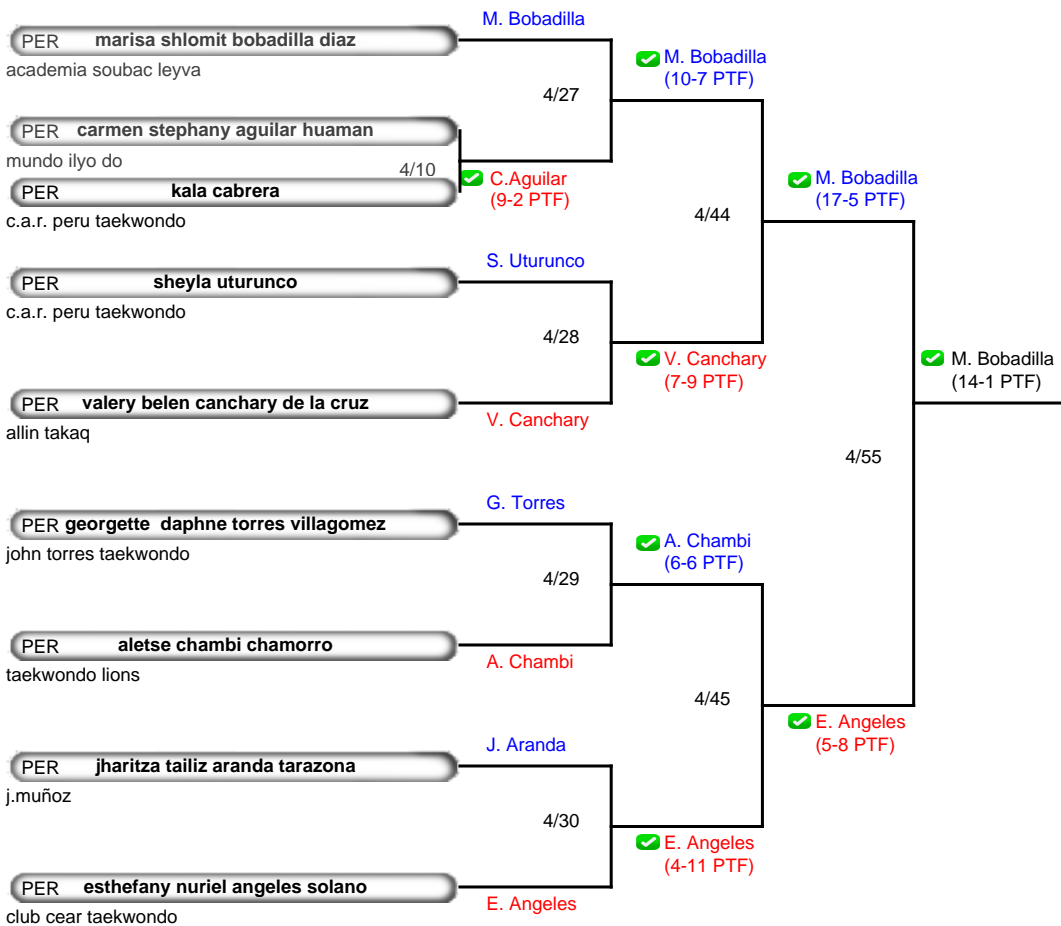 M. Bobadilla
PER marisa shlomit bobadilla diaz
academia soubac leyva
4/27
M. Bobadilla
(10-7 PTF)
PER carmen stephany aguilar huaman
mundo ilyo do
4/10
PER kala cabrera
c.a.r. peru taekwondo
C.Aguilar
(9-2 PTF)
4/44
M. Bobadilla
(17-5 PTF)
S. Uturunco
PER sheyla uturunco
c.a.r. peru taekwondo
4/28
V. Canchary
(7-9 PTF)
PER valery belen canchary de la cruz
allin takaq
V. Canchary
4/55
M. Bobadilla
(14-1 PTF)
G. Torres
PER georgette daphne torres villagomez
john torres taekwondo
4/29
A. Chambi
(6-6 PTF)
PER aletse chambi chamorro
taekwondo lions
A. Chambi
4/45
E. Angeles
(5-8 PTF)
J. Aranda
PER jharitza tailiz aranda tarazona
j.muñoz
4/30
E. Angeles
(4-11 PTF)
PER esthefany nuriel angeles solano
club cear taekwondo
E. Angeles